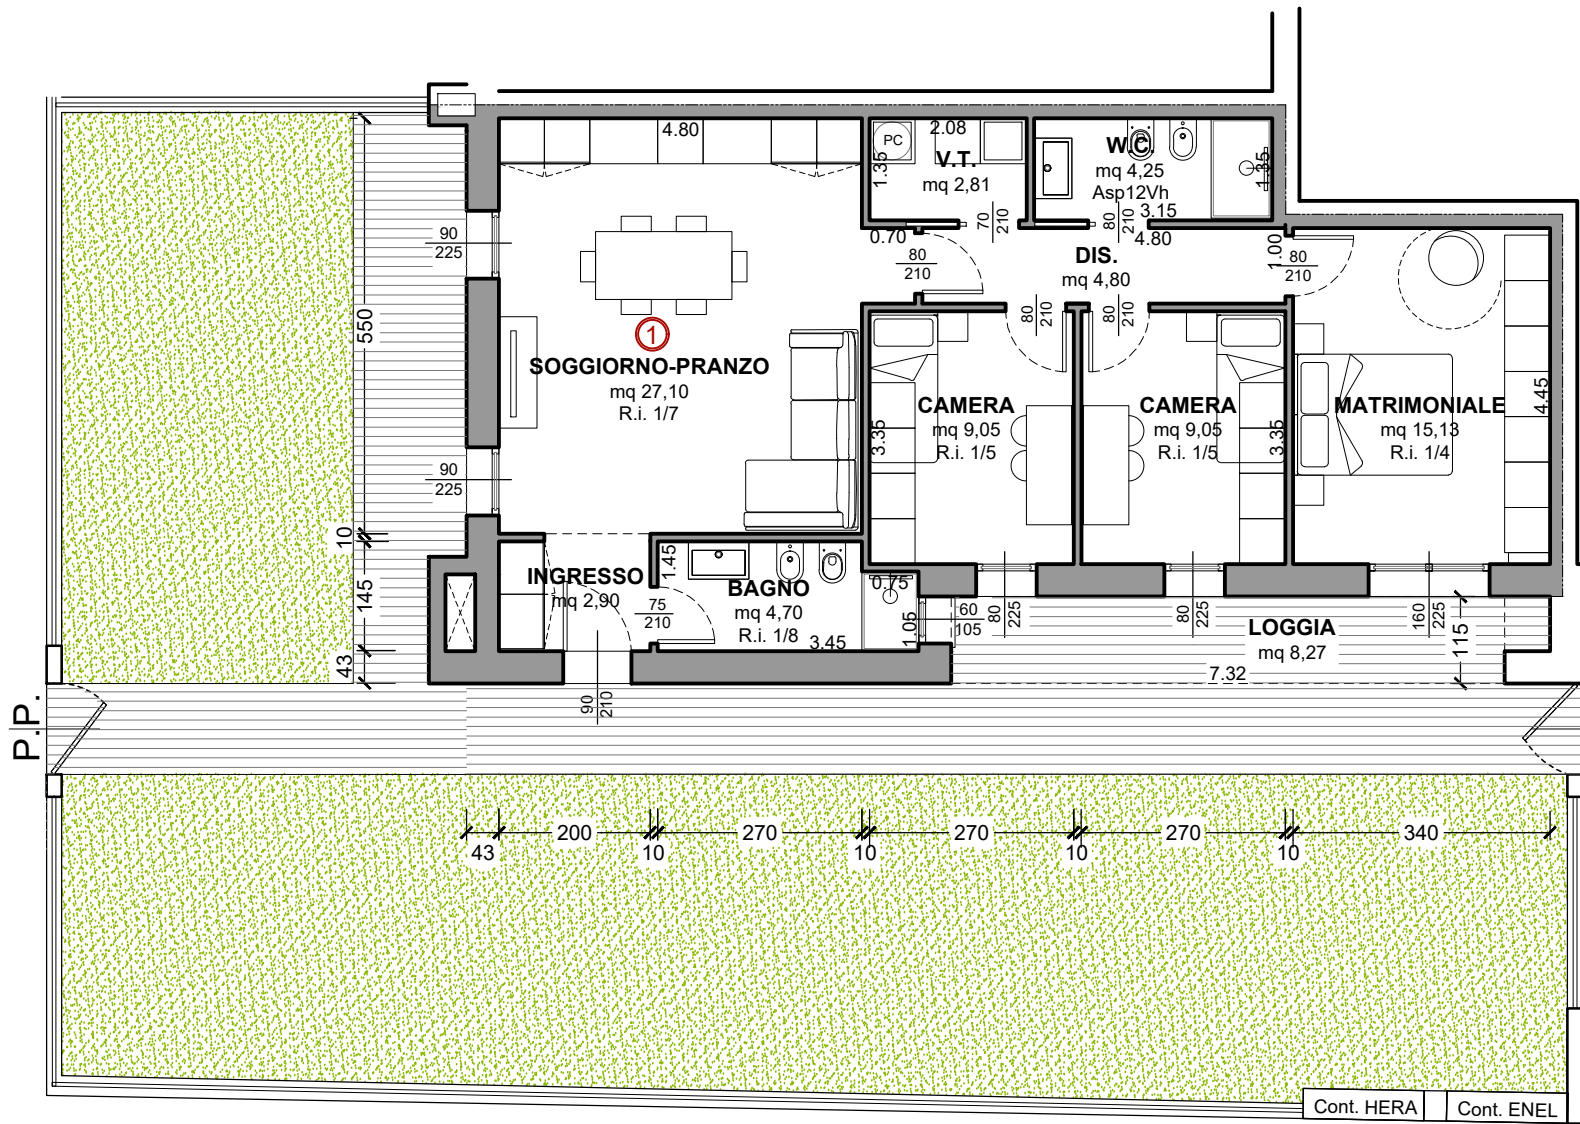 4.80
2.08
PC
V.T.
mq 2,81
1.35
W.C.
mq 4,25
Asp12Vh
3.15
1.35
90
225
0.70
80
210
70
210
80
210
4.80
DIS.
mq 4,80
1.00
80
210
550
1
SOGGIORNO-PRANZO
mq 27,10
R.i. 1/7
80
210
80
210
CAMERA
mq 9,05
R.i. 1/5
3.35
CAMERA
mq 9,05
R.i. 1/5
3.35
MATRIMONIALE
mq 15,13
R.i. 1/4
4.45
90
225
10
145
43
INGRESSO
mq 2,90
1.45
75
210
BAGNO
mq 4,70
R.i. 1/8
3.45
0.75
1.05
60
105
80
225
80
225
160
225
LOGGIA
mq 8,27
115
7.32
90
210
P.P.
43
200
10
270
10
270
10
270
10
340
Cont. HERA
Cont. ENEL